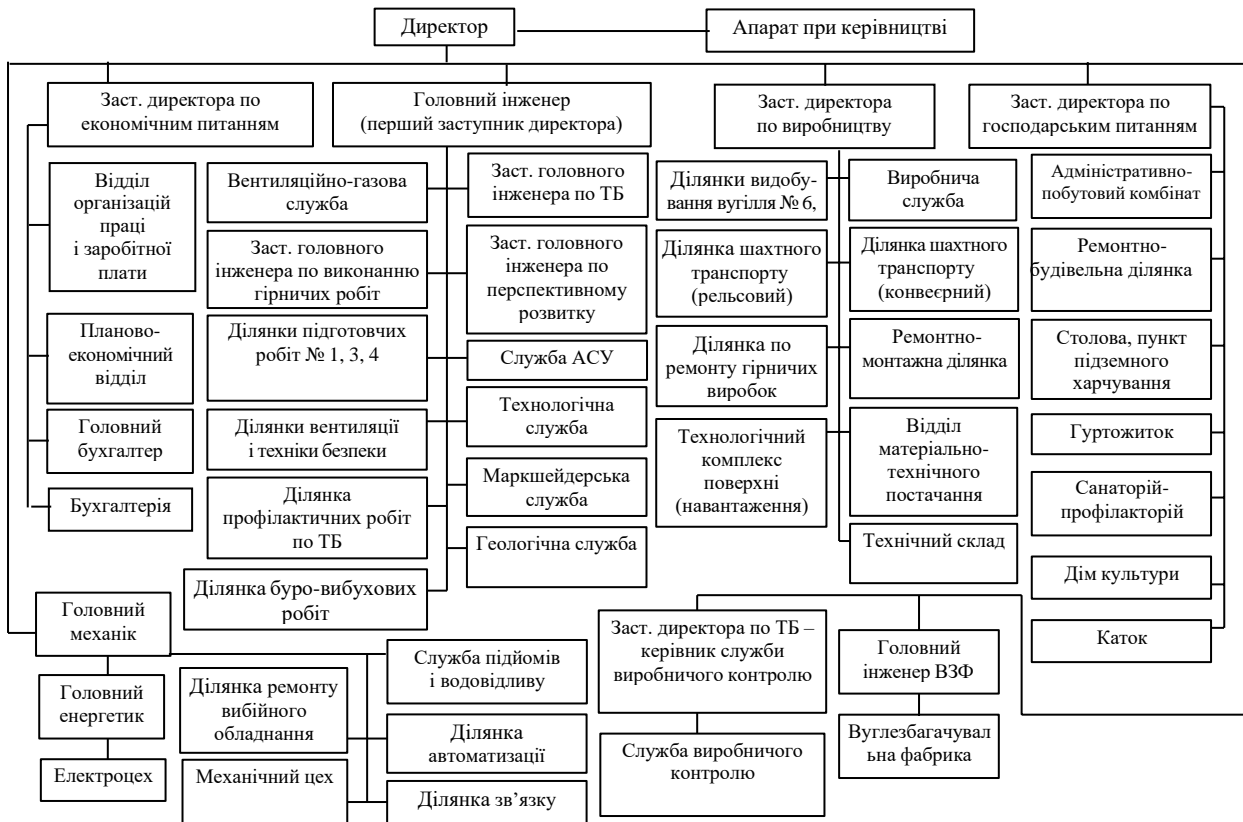 Директор
Апарат при керівництві
Заст. директора по
економічним питанням
Головний інженер
(перший заступник директора)
Заст. директора
по виробництву
Заст. директора по
господарським питанням
Відділ
організацій
праці
і заробітної
плати
Планово-
економічний
відділ
Головний
бухгалтер
Бухгалтерія
Вентиляційно-газова
служба
Заст. головного
інженера по виконанню
гірничих робіт
Ділянки підготовчих
робіт № 1, 3, 4
Ділянки вентиляції
і техніки безпеки
Ділянка
профілактичних робіт
по ТБ
Ділянка буро-вибухових
робіт
Заст. головного
інженера по ТБ
Заст. головного
інженера по
перспективному
розвитку
Служба АСУ
Технологічна
служба
Маркшейдерська
служба
Геологічна служба
Ділянки видобу-
вання вугілля № 6,
Ділянка шахтного
транспорту
(рельсовий)
Ділянка по
ремонту гірничих
виробок
Технологічний
комплекс
поверхні
(навантаження)
Виробнича
служба
Ділянка шахтного
транспорту
(конвеєрний)
Ремонтно-
монтажна ділянка
Відділ
матеріально-
технічного
постачання
Технічний склад
Адміністративно-
побутовий комбінат
Ремонтно-
будівельна ділянка
Столова, пункт
підземного
харчування
Гуртожиток
Санаторій-
профілакторій
Дім культури
Каток
Головний
механік
Головний
енергетик
Електроцех
Ділянка ремонту
вибійного
обладнання
Механічний цех
Служба підйомів
і водовідливу
Ділянка
автоматизації
Ділянка зв’язку
Заст. директора по ТБ –
керівник служби
виробничого контролю
Служба виробничого
контролю
Головний
інженер ВЗФ
Вуглезбагачувал
ьна фабрика